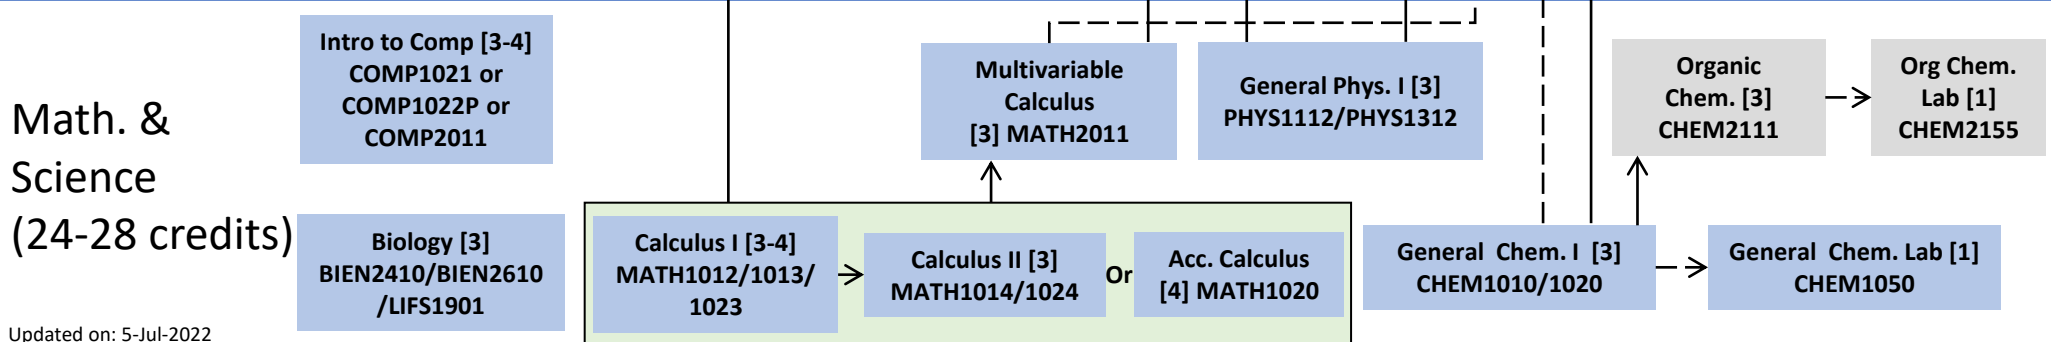 Math. &
Science
(24-28 credits)
Updated on: 5-Jul-2022
Intro to Comp [3-4]
COMP1021 or
COMP1022P or
COMP2011
Biology [3]
BIEN2410/BIEN2610
/LIFS1901
Multivariable
Calculus
[3] MATH2011
General Phys. I [3]
PHYS1112/PHYS1312
Organic
Chem. [3]
CHEM2111
Org Chem.
Lab [1]
CHEM2155
Calculus I [3-4]
MATH1012/1013/
1023
Calculus II [3]
MATH1014/1024
Or
Acc. Calculus
[4] MATH1020
General  Chem. I  [3]
CHEM1010/1020
General  Chem. Lab [1]
CHEM1050